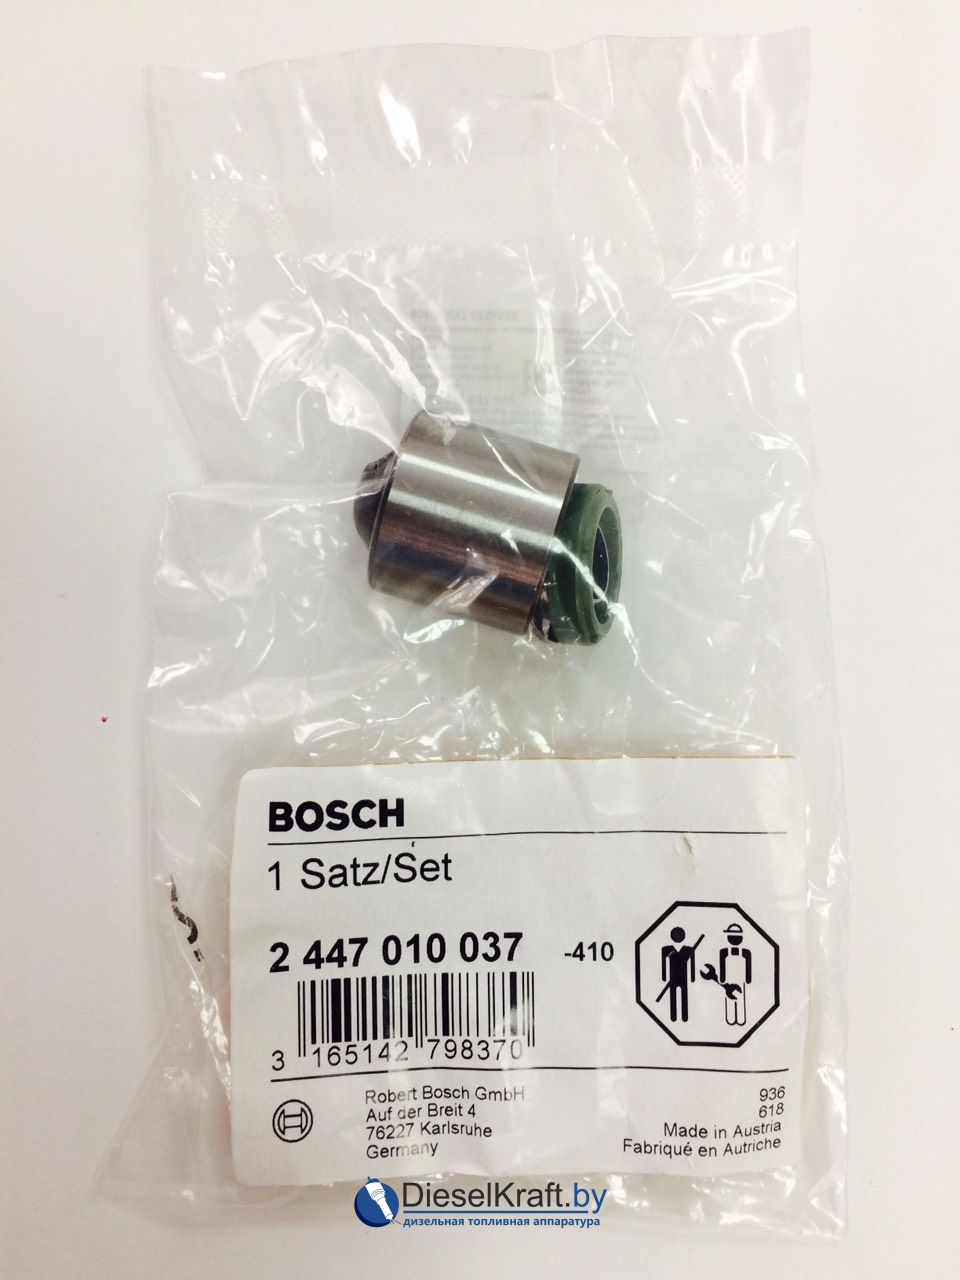 BOSCH
1 Satz/Set
2 447 010 037 -410
3 165142 798370
Robert Bosch GmbH
Auf der Breit 4
76227 Karlsruhe
Germany
936
618
Made in Austria
Fabriqué en Autriche
DieselKraft.by
дизельная топливная аппаратура